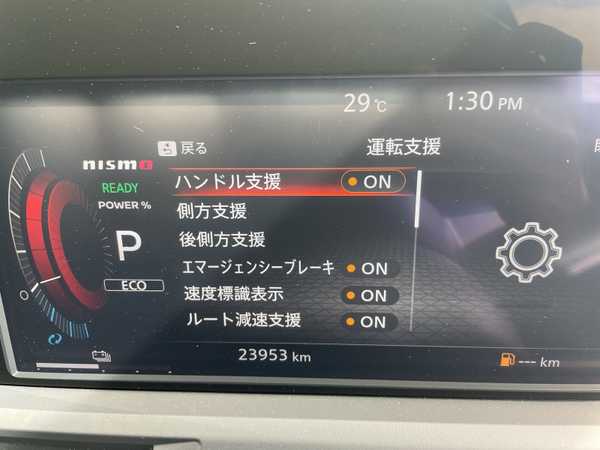 29℃ 1:30 PM
戻る 運転支援
nismo
READY
POWER %
P
ECO
ハンドル支援 ON
側方支援
後側方支援
エマージェンシーブレーキ ON
速度標識表示 ON
ルート減速支援 ON
0
23953 km
--- km